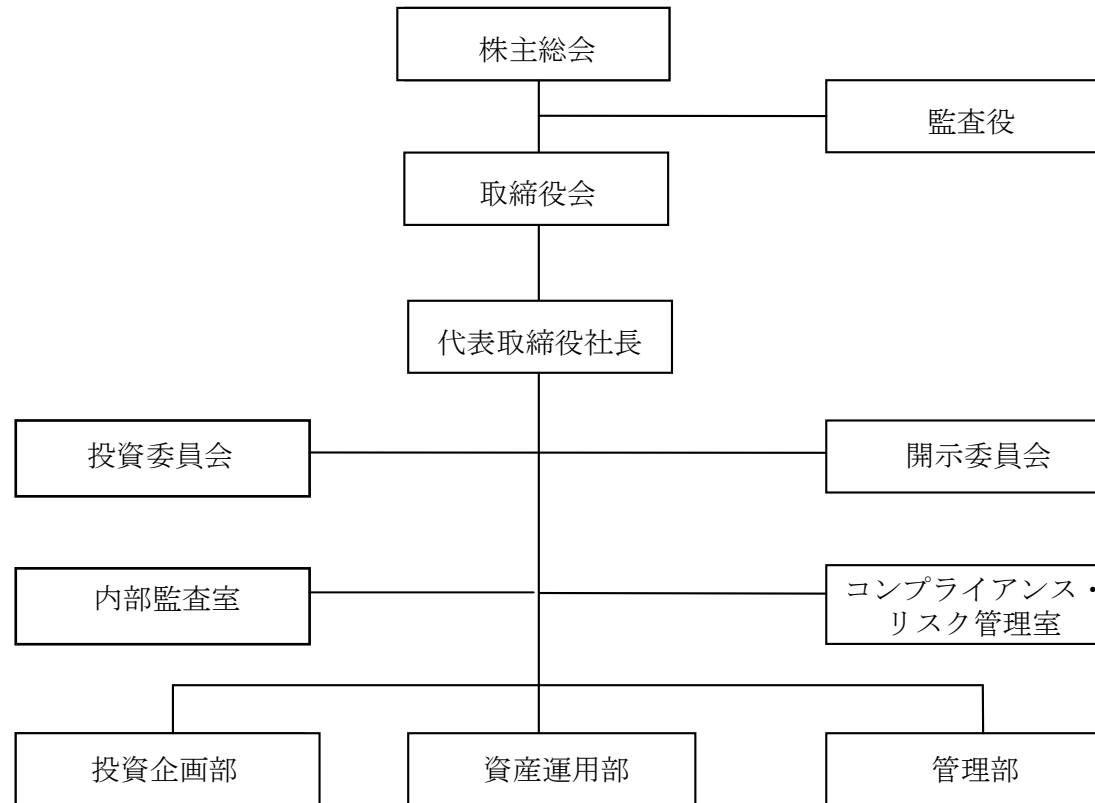 株主総会
監査役
取締役会
代表取締役社長
投資委員会
開示委員会
内部監査室
コンプライアンス・
リスク管理室
投資企画部
資産運用部
管理部